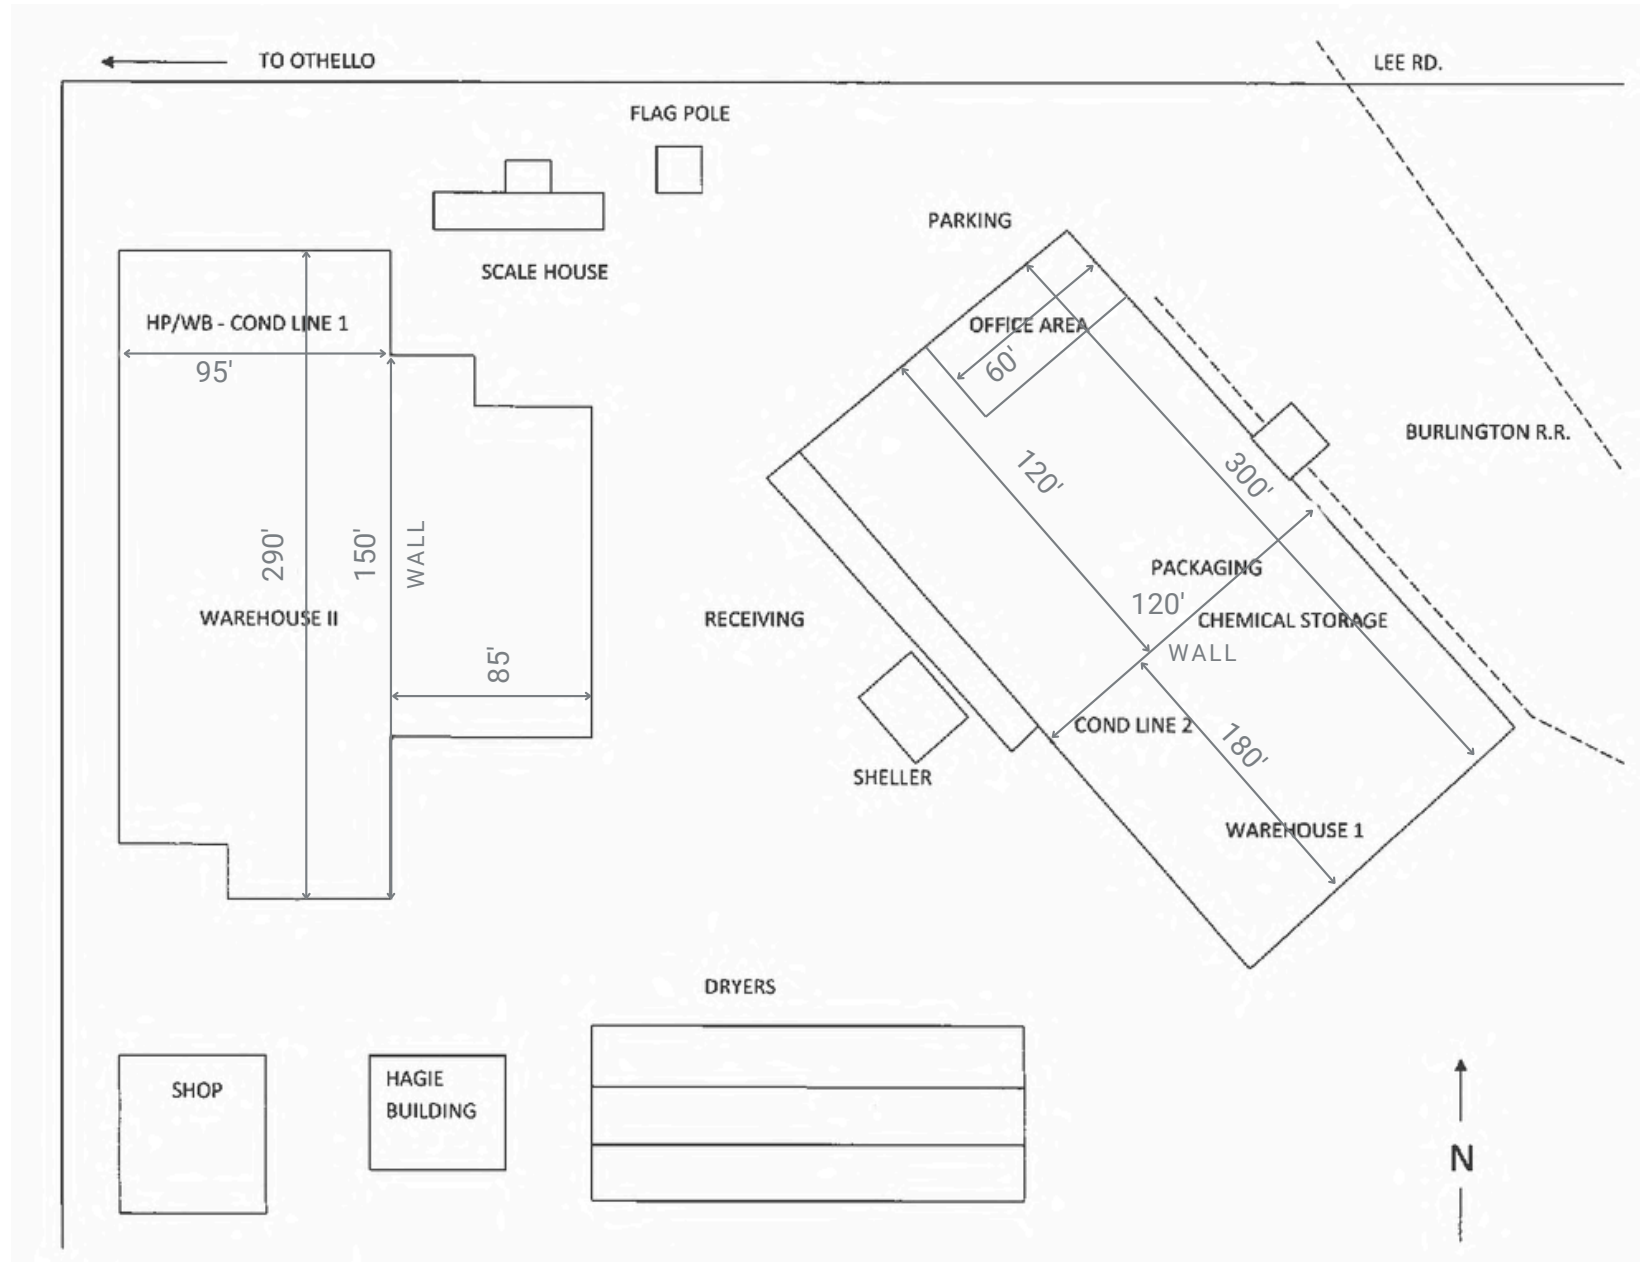 TO OTHELLO
LEE RD.
FLAG POLE
PARKING
SCALE HOUSE
HP/WB - COND LINE 1
OFFICE AREA
60'
95'
BURLINGTON R.R.
120'
300'
290'
150'
WALL
PACKAGING
120'
CHEMICAL STORAGE
WAREHOUSE II
RECEIVING
WALL
85'
COND LINE 2
180'
SHELLER
WAREHOUSE 1
DRYERS
SHOP
HAGIE
BUILDING
N